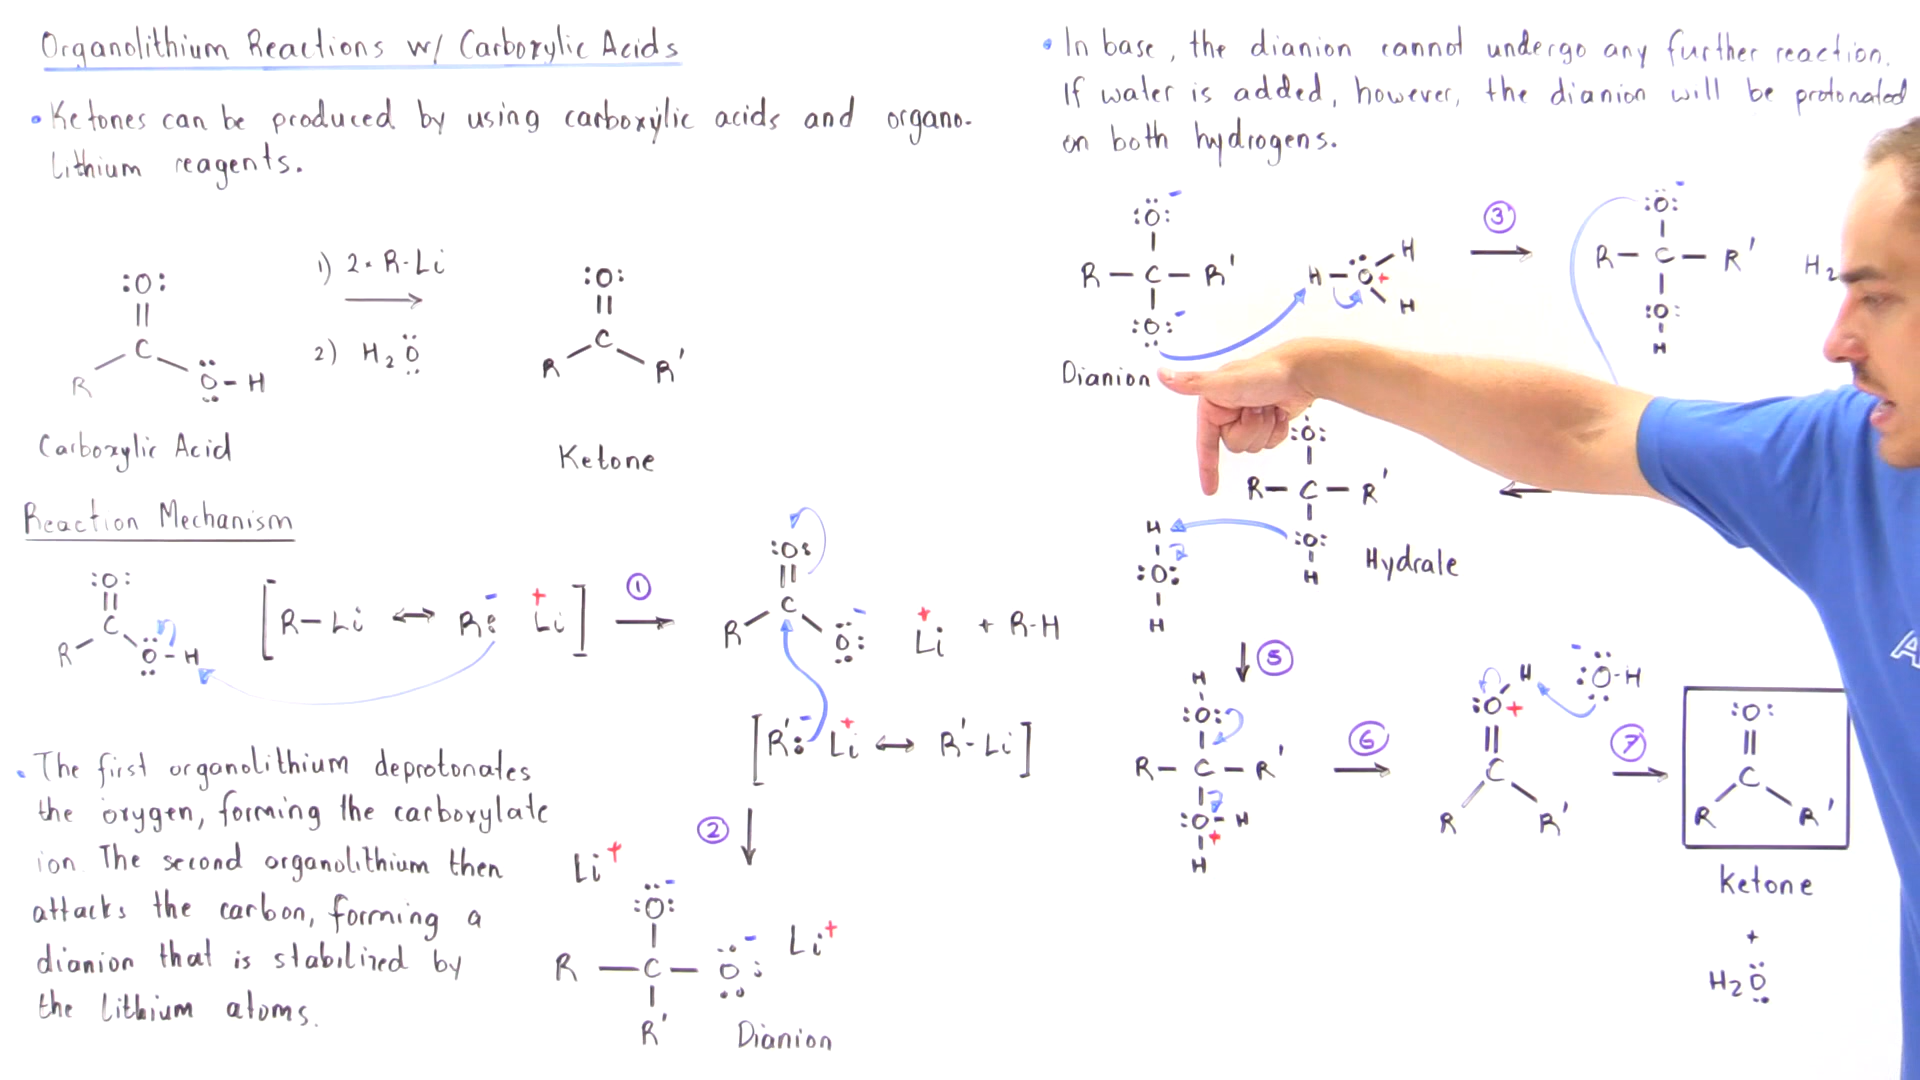 Organolithium Reactions w/ Carboxylic Acids
• Ketones can be produced by using carboxylic acids and organo-
lithium reagents.
:O:
C
R
O-H
1) 2· R-Li
2) H2O
:O:
C
R R'
Carboxylic Acid
Ketone
Reaction Mechanism
:O:
C
R O-H
[R-Li ↔ R:⁻ Li⁺]
①
:O:
C
R O:⁻ Li⁺ + R-H
[R':⁻ Li⁺ ↔ R'-Li]
②
• The first organolithium deprotonates
the oxygen, forming the carboxylate
ion. The second organolithium then
attacks the carbon, forming a
dianion that is stabilized by
the lithium atoms.
Li⁺
:O:⁻
R — C — O:⁻ Li⁺
R'
Dianion
• In base, the dianion cannot undergo any further reaction.
If water is added, however, the dianion will be protonated
on both hydrogens.
:O:⁻
R — C — R'
:O:⁻
Dianion
H — O⁺
H
H
③
:O:⁻
R — C — R'
:O:
H
H2
:O:
R — C — R'
:O:
H
Hydrale
H
:O:
H
⑤
H
:O:
R — C — R'
:O — H
+
H
⑥
:O⁺ H
C
R R'
⁻:O-H
⑦
:O:
C
R R'
Ketone
+
H2O
A